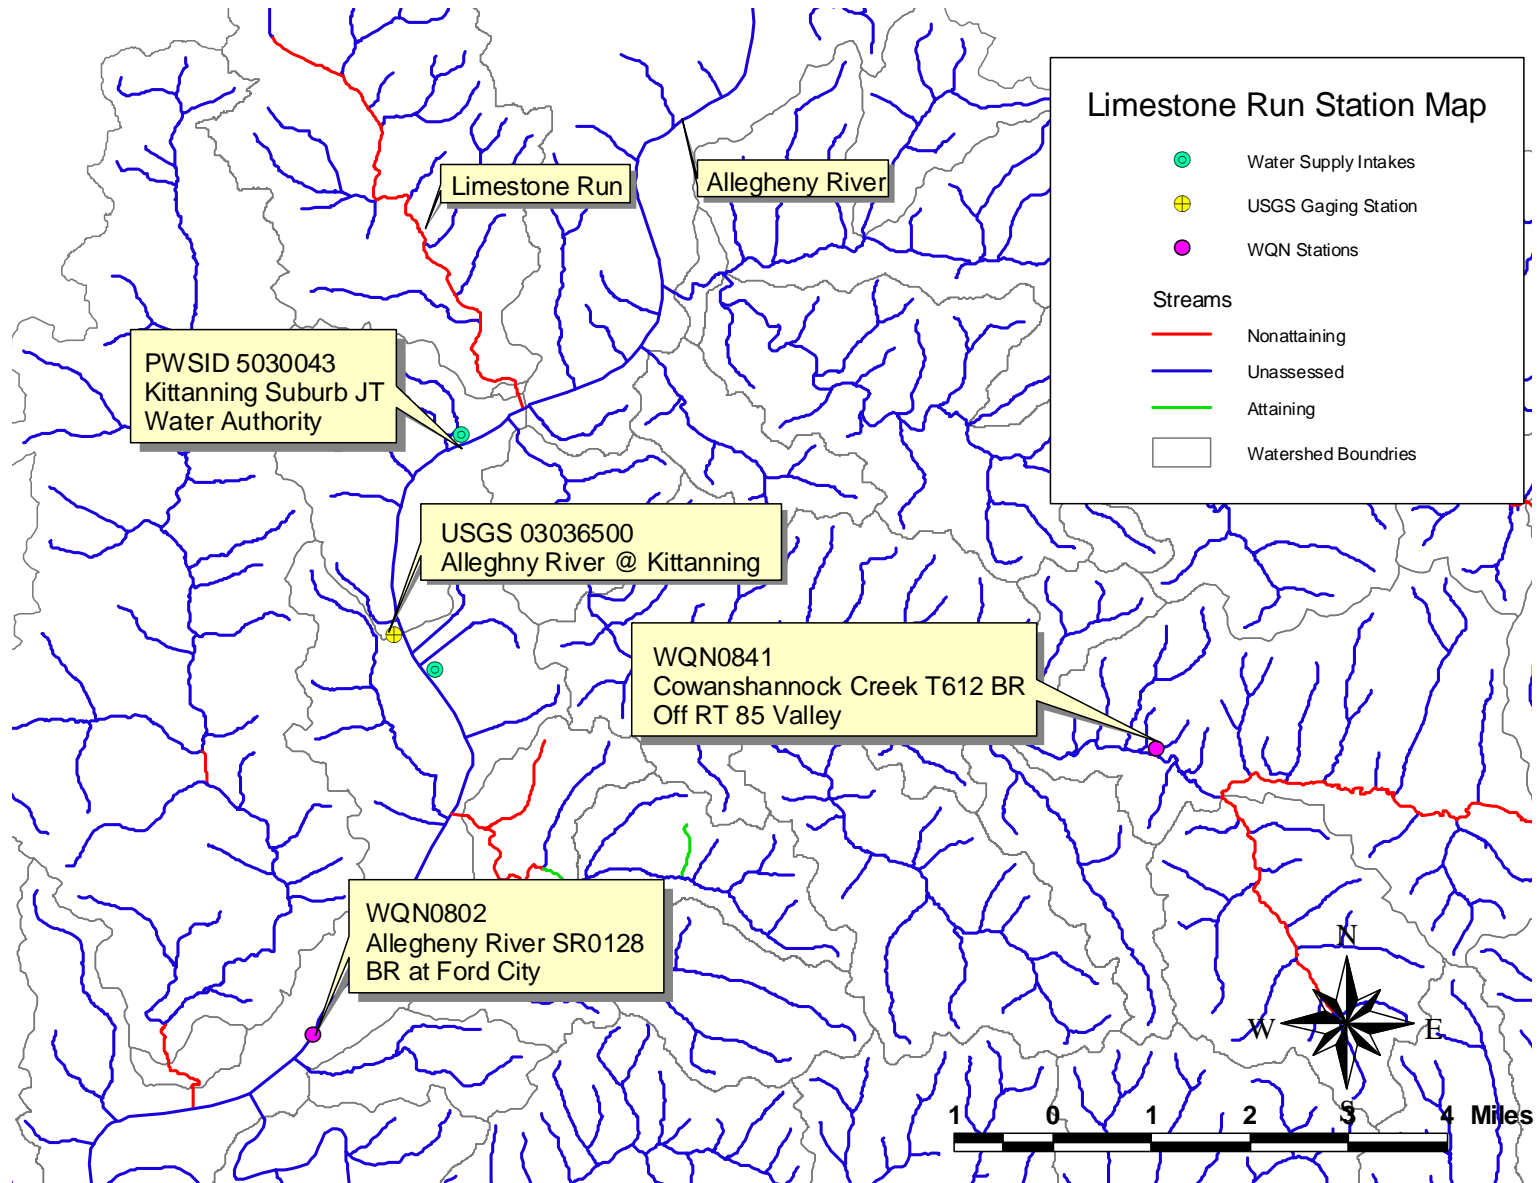 Limestone Run Station Map
Water Supply Intakes
USGS Gaging Station
WQN Stations
Streams
Nonattaining
Unassessed
Attaining
Watershed Boundries
Limestone Run
Allegheny River
PWSID 5030043
Kittanning Suburb JT
Water Authority
USGS 03036500
Alleghny River @ Kittanning
WQN0841
Cowanshannock Creek T612 BR
Off RT 85 Valley
WQN0802
Allegheny River SR0128
BR at Ford City
N
W E
S
1 0 1 2 3 4 Miles